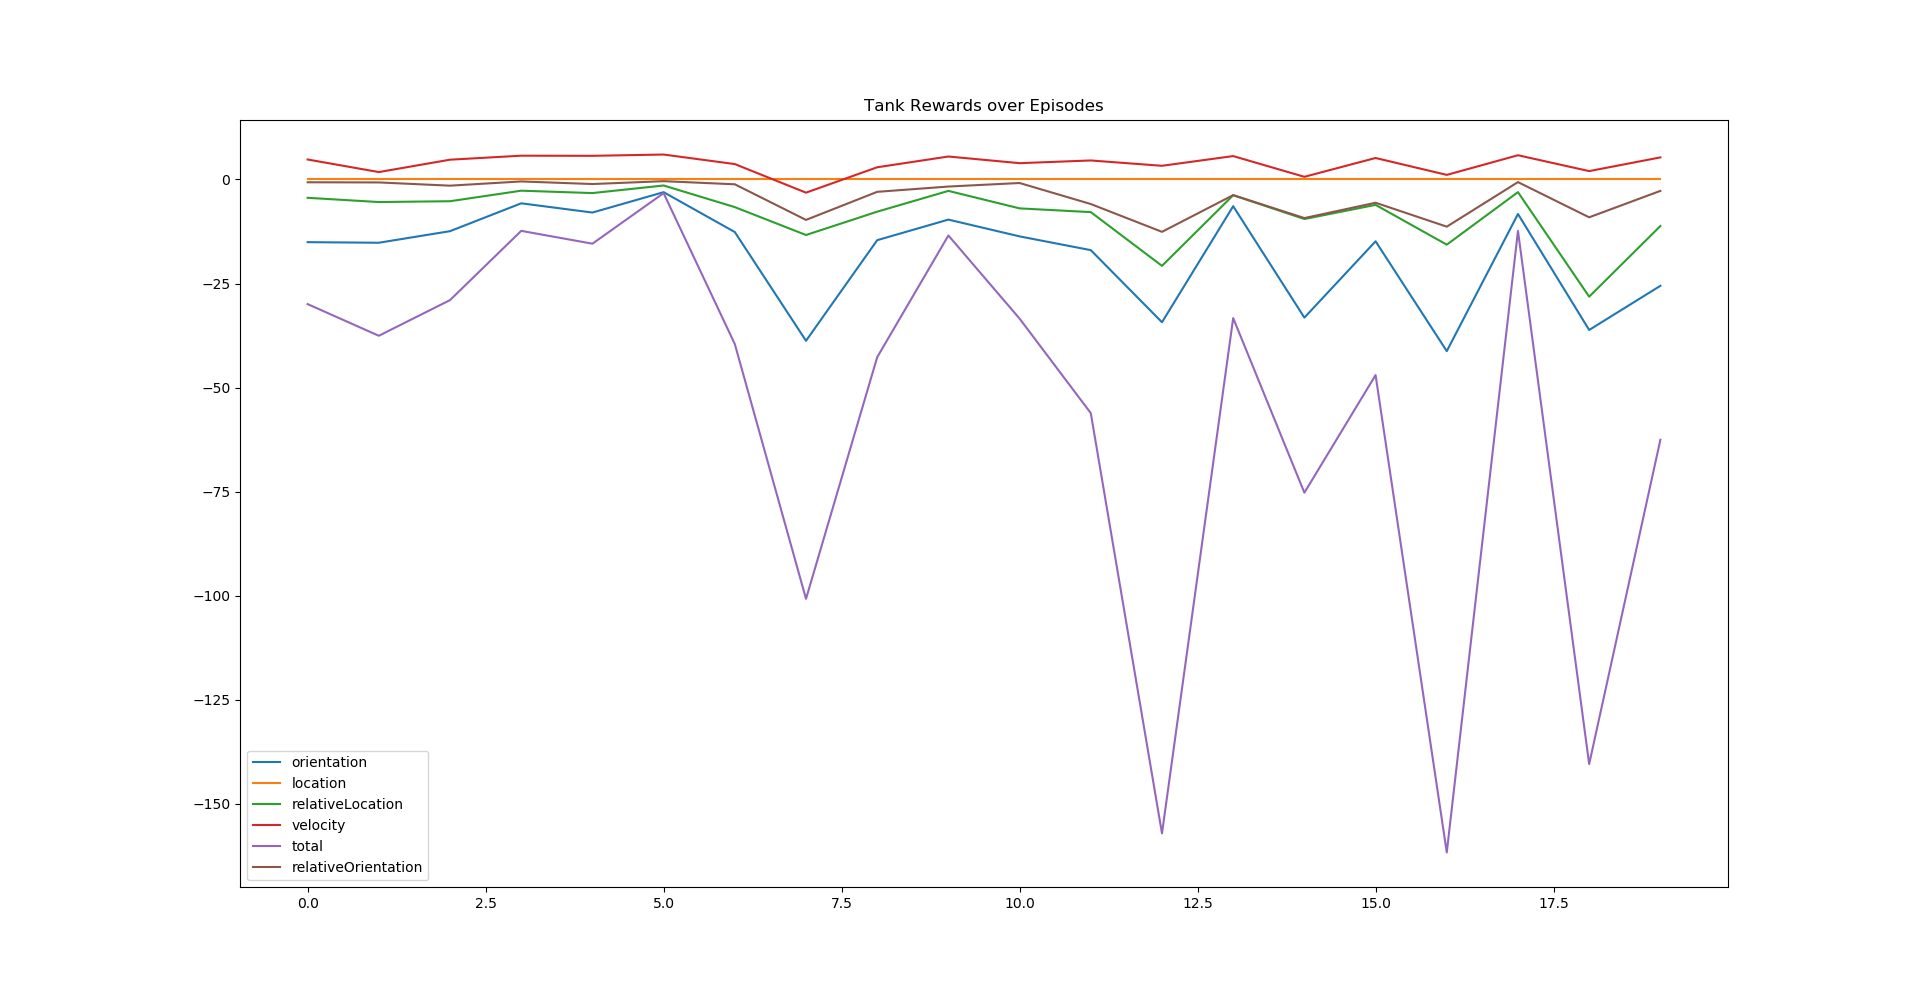 Tank Rewards over Episodes
0
−25
−50
−75
−100
−125
−150
orientation
location
relativeLocation
velocity
total
relativeOrientation
0.0 2.5 5.0 7.5 10.0 12.5 15.0 17.5